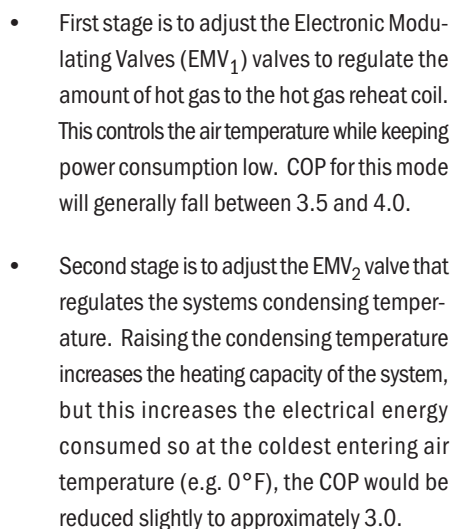 • First stage is to adjust the Electronic Modu-
lating Valves (EMV₁) valves to regulate the
amount of hot gas to the hot gas reheat coil.
This controls the air temperature while keeping
power consumption low. COP for this mode
will generally fall between 3.5 and 4.0.
• Second stage is to adjust the EMV₂ valve that
regulates the systems condensing temper-
ature. Raising the condensing temperature
increases the heating capacity of the system,
but this increases the electrical energy
consumed so at the coldest entering air
temperature (e.g. 0°F), the COP would be
reduced slightly to approximately 3.0.